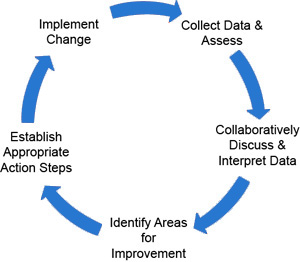 Implement
Change
Collect Data &
Assess
Collaboratively
Discuss &
Interpret Data
Identify Areas
for
Improvement
Establish
Appropriate
Action Steps